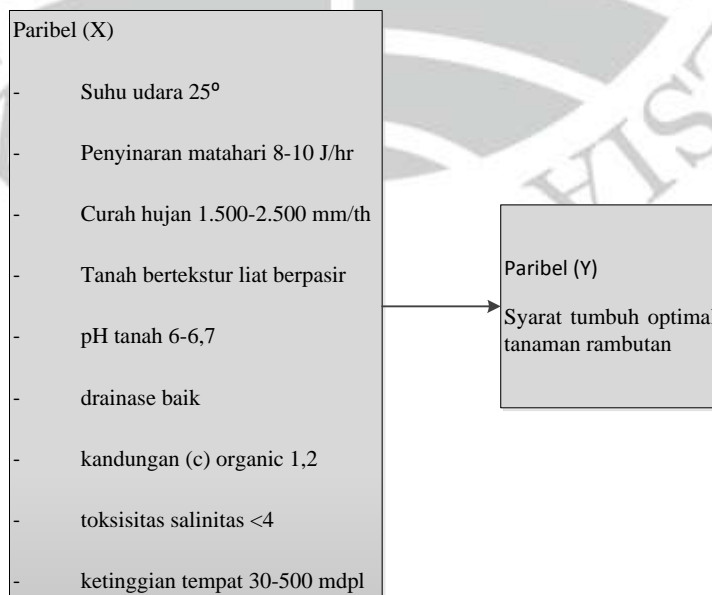 Paribel (X)
- Suhu udara 25º
- Penyinaran matahari 8-10 J/hr
- Curah hujan 1.500-2.500 mm/th
- Tanah bertekstur liat berpasir
- pH tanah 6-6,7
- drainase baik
- kandungan (c) organic 1,2
- toksisitas salinitas <4
- ketinggian tempat 30-500 mdpl
Paribel (Y)
Syarat tumbuh optimal
tanaman rambutan